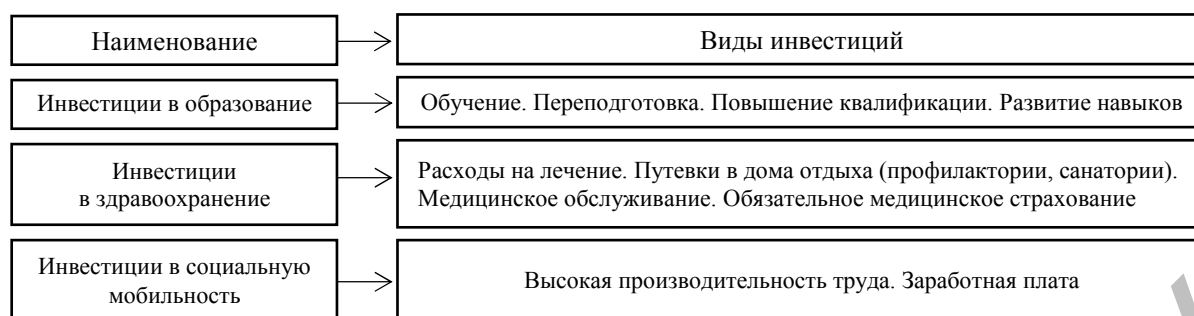 Наименование
Виды инвестиций
Инвестиции в образование
Обучение. Переподготовка. Повышение квалификации. Развитие навыков
Инвестиции
в здравоохранение
Расходы на лечение. Путевки в дома отдыха (профилактории, санатории).
Медицинское обслуживание. Обязательное медицинское страхование
Инвестиции в социальную
мобильность
Высокая производительность труда. Заработная плата